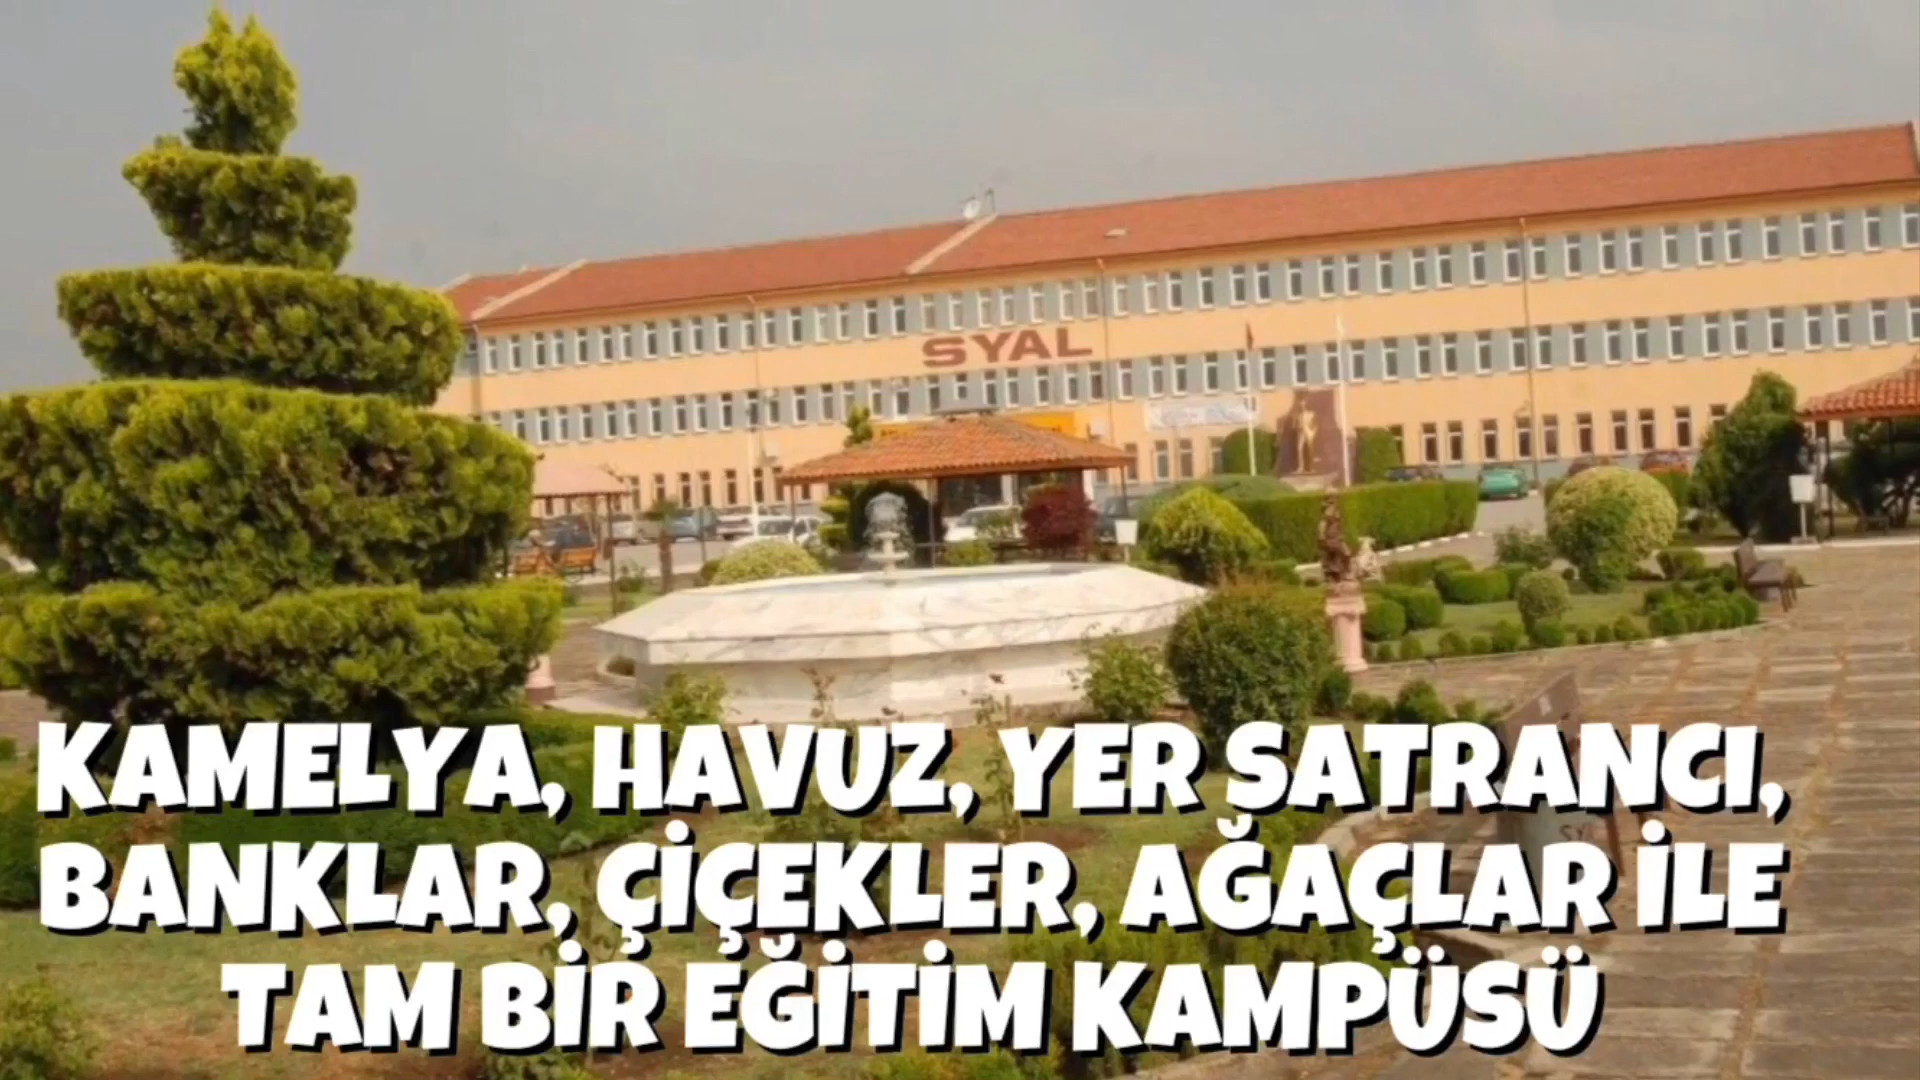 SYAL
KAMELYA, HAVUZ, YER SATRANCI,
BANKLAR, ÇİÇEKLER, AĞAÇLAR İLE
TAM BİR EĞİTİM KAMPÜSÜ